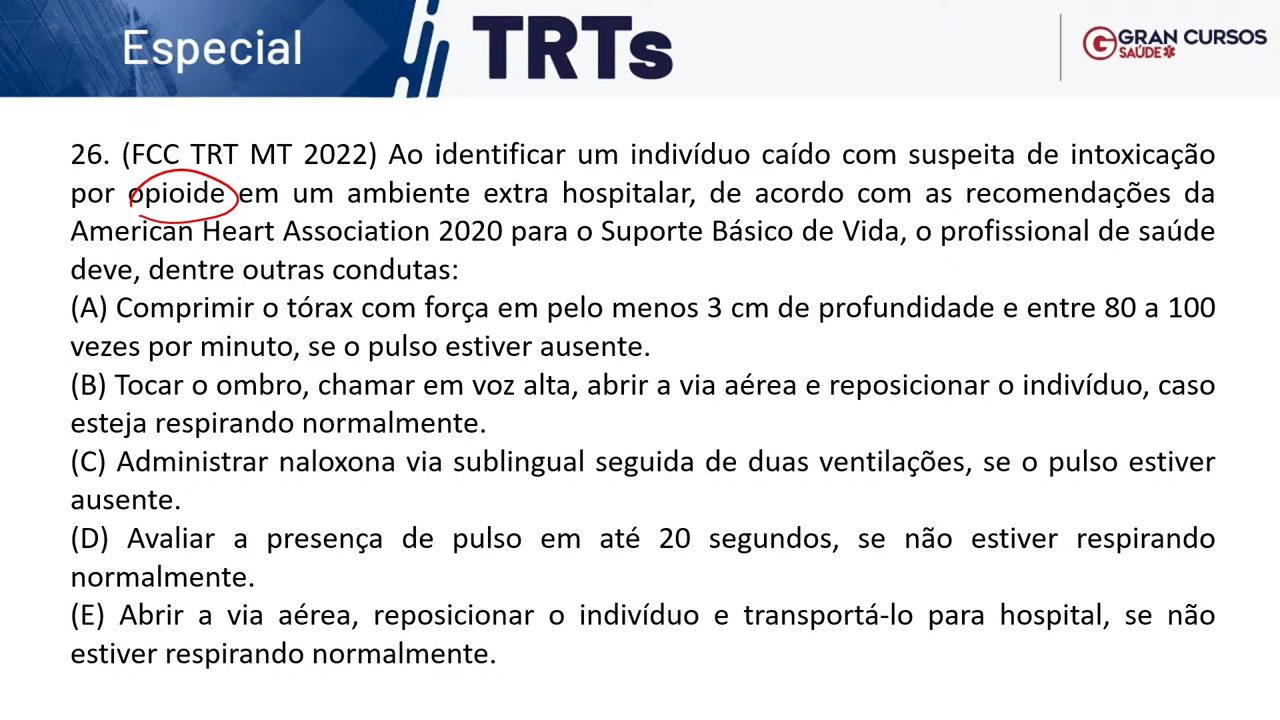 Especial
TRTs
GRAN CURSOS
SAÚDE
26. (FCC TRT MT 2022) Ao identificar um indivíduo caído com suspeita de intoxicação
por opioide em um ambiente extra hospitalar, de acordo com as recomendações da
American Heart Association 2020 para o Suporte Básico de Vida, o profissional de saúde
deve, dentre outras condutas:
(A) Comprimir o tórax com força em pelo menos 3 cm de profundidade e entre 80 a 100
vezes por minuto, se o pulso estiver ausente.
(B) Tocar o ombro, chamar em voz alta, abrir a via aérea e reposicionar o indivíduo, caso
esteja respirando normalmente.
(C) Administrar naloxona via sublingual seguida de duas ventilações, se o pulso estiver
ausente.
(D) Avaliar a presença de pulso em até 20 segundos, se não estiver respirando
normalmente.
(E) Abrir a via aérea, reposicionar o indivíduo e transportá-lo para hospital, se não
estiver respirando normalmente.